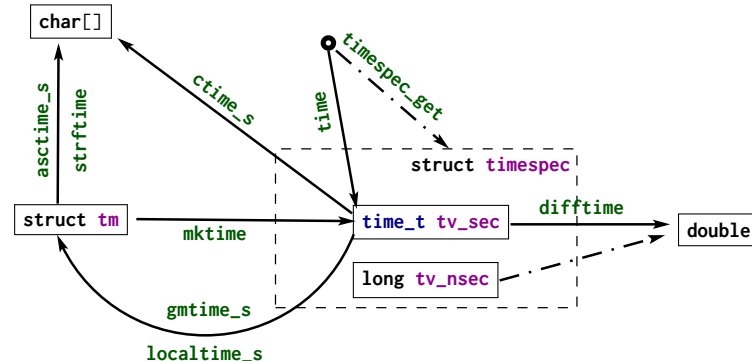 char[]
timespec_get
ctime_s
time
asctime_s
strftime
struct timespec
struct tm
mktime
time_t tv_sec
difftime
double
long tv_nsec
gmtime_s
localtime_s